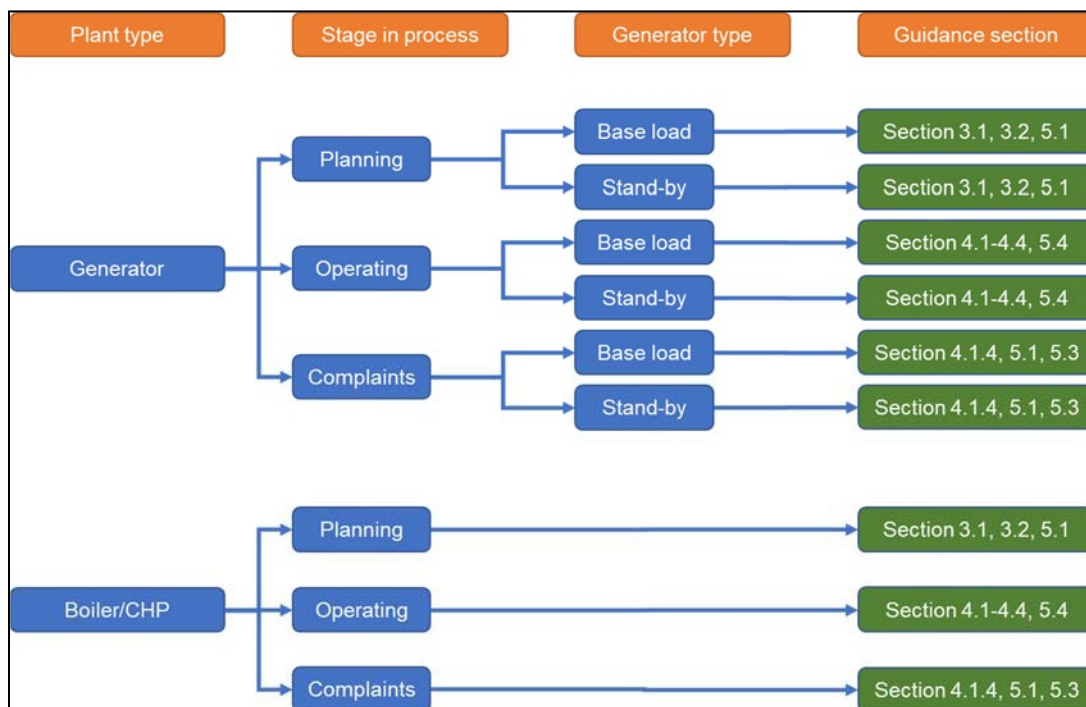 Plant type
Stage in process
Generator type
Guidance section
Generator
Planning
Base load
Section 3.1, 3.2, 5.1
Stand-by
Section 3.1, 3.2, 5.1
Operating
Base load
Section 4.1-4.4, 5.4
Stand-by
Section 4.1-4.4, 5.4
Complaints
Base load
Section 4.1.4, 5.1, 5.3
Stand-by
Section 4.1.4, 5.1, 5.3
Boiler/CHP
Planning
Section 3.1, 3.2, 5.1
Operating
Section 4.1-4.4, 5.4
Complaints
Section 4.1.4, 5.1, 5.3